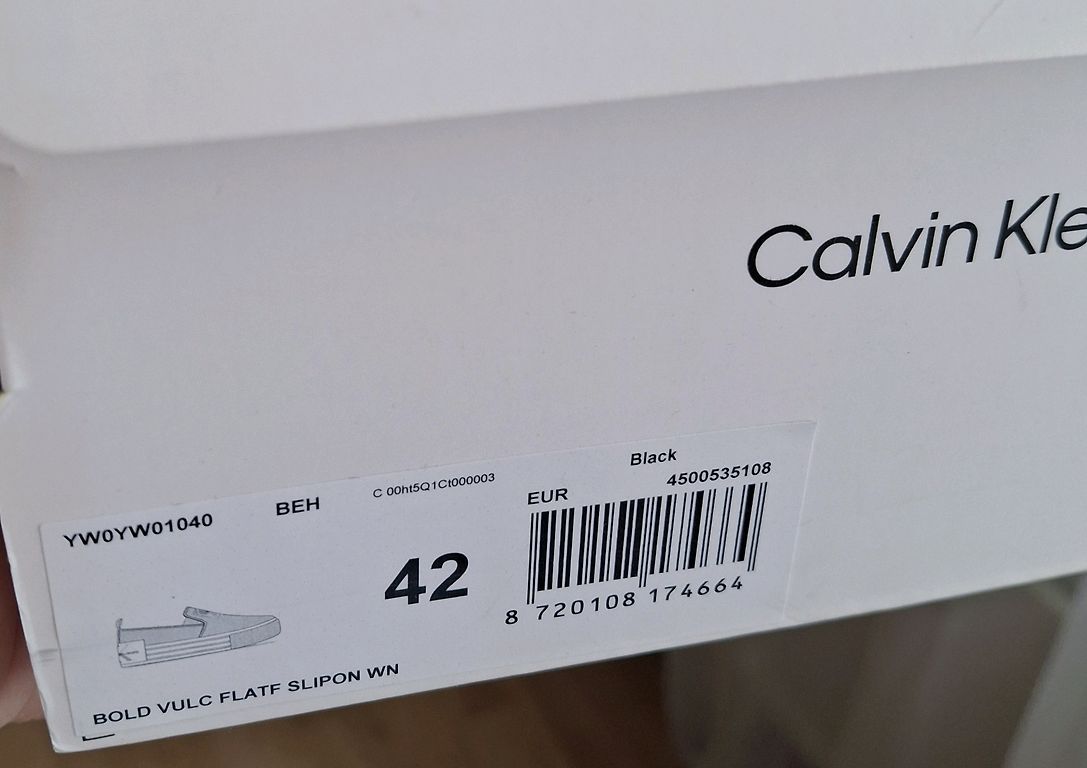 Calvin Kle
YW0YW01040 BEH C 00ht5Q1Ct000003
Black
EUR 4500535108
42
8 720108 174664
BOLD VULC FLATF SLIPON WN